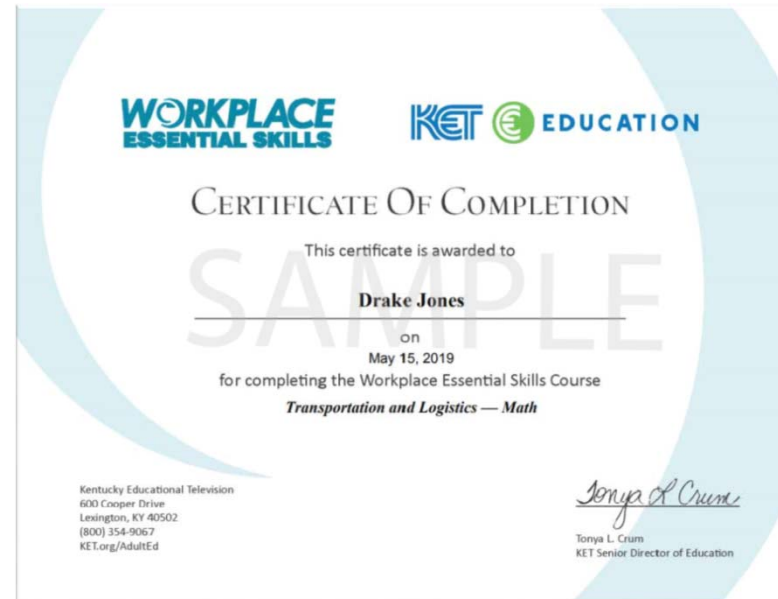 WORKPLACE
ESSENTIAL SKILLS
KET EDUCATION
CERTIFICATE OF COMPLETION
This certificate is awarded to
SAMPLE
Drake Jones
on
May 15, 2019
for completing the Workplace Essential Skills Course
Transportation and Logistics — Math
Kentucky Educational Television
600 Cooper Drive
Lexington, KY 40502
(800) 354-9067
KET.org/AdultEd
Tonya L Crum
Tonya L. Crum
KET Senior Director of Education